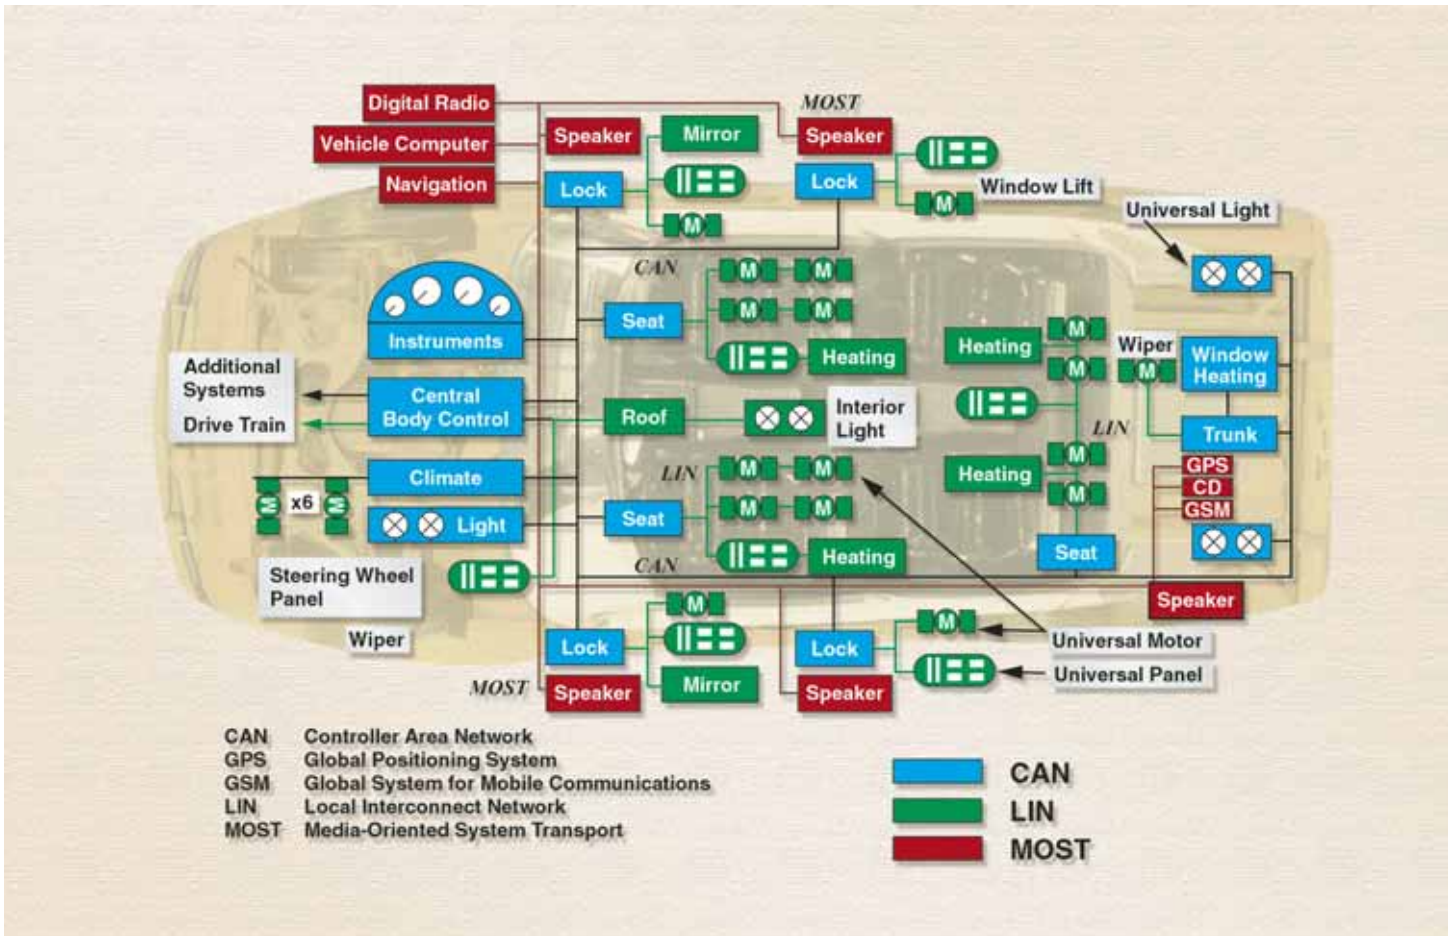 Digital Radio
MOST
Speaker
Mirror
Speaker
Vehicle Computer
Navigation
Lock
Lock
Window Lift
M
M
Universal Light
CAN
M
M
Seat
M
M
Instruments
Heating
Heating
M
Wiper
Window
Heating
M
M
Additional
Systems
Drive Train
Central
Body Control
Roof
Interior
Light
LIN
Trunk
Climate
LIN
M
M
Heating
M
GPS
CD
GSM
M
x6
M
Light
Seat
M
M
M
CAN
Heating
Seat
Steering Wheel
Panel
Speaker
Wiper
M
M
Lock
Lock
Universal Motor
MOST
Speaker
Mirror
Speaker
Universal Panel
CAN Controller Area Network
GPS Global Positioning System
GSM Global System for Mobile Communications
LIN Local Interconnect Network
MOST Media-Oriented System Transport
CAN
LIN
MOST